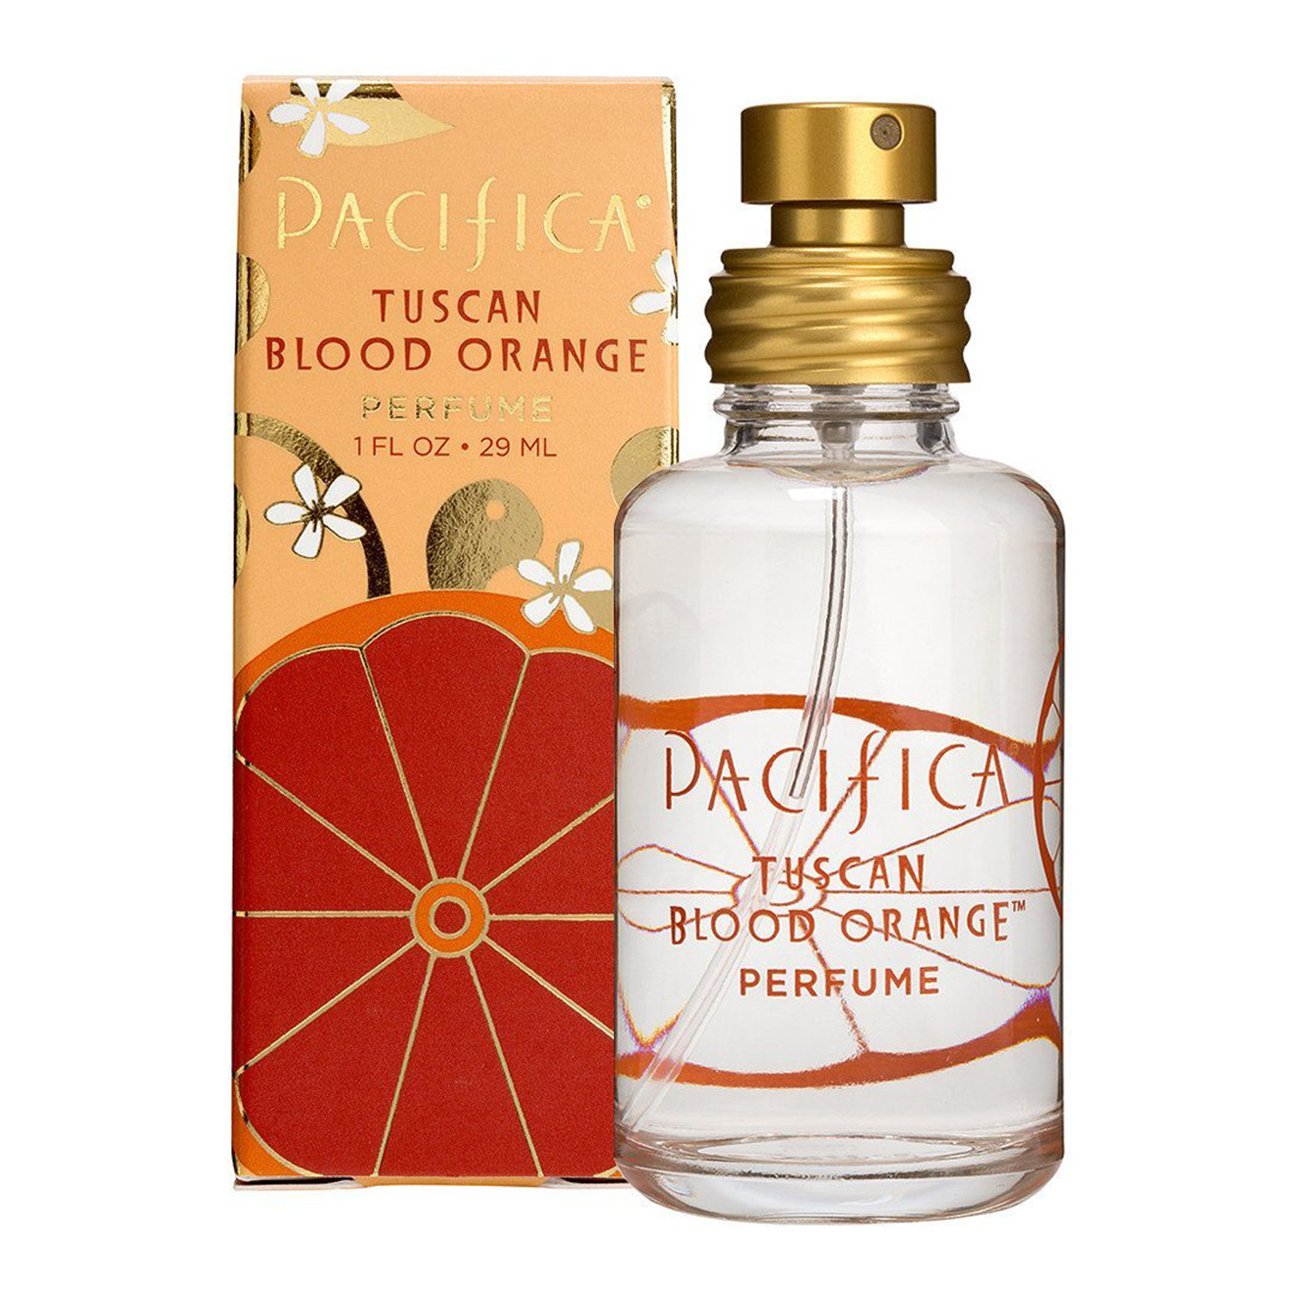 PACIFICA®
TUSCAN
BLOOD ORANGE
PERFUME
1 FL OZ • 29 ML
PACIFICA®
TUSCAN
BLOOD ORANGE™
PERFUME